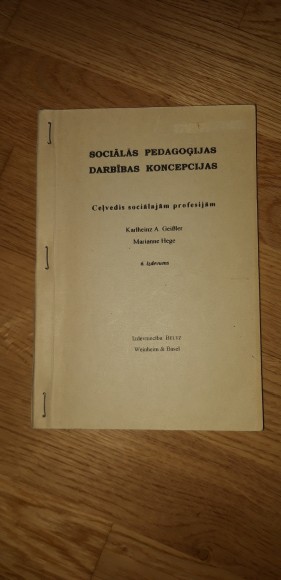 SOCIĀLĀS PEDAGOĢIJAS
DARBĪBAS KONCEPCIJAS
Ceļvedis sociālajām profesijām
Karlheinz A. Geißler
Marianne Hege
6. izdevums
Izdevniecība BELTZ
Weinheim & Basel